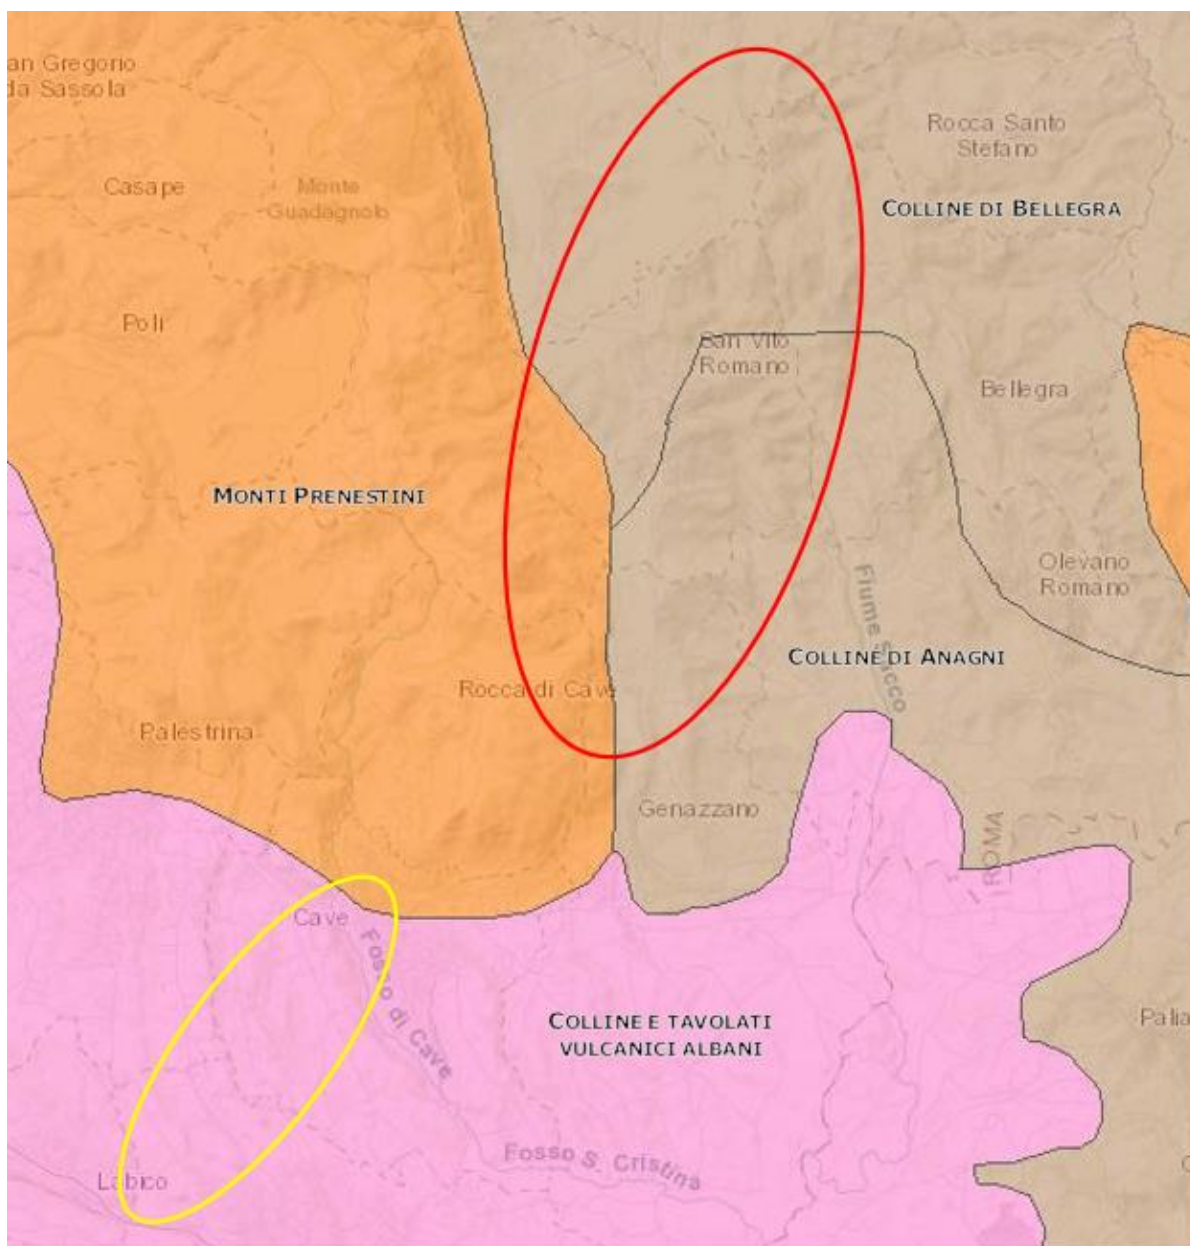 an Gregorio
da Sassola
Rocca Santo
Stefano
Casape
Monte
Guadagnolo
COLLINE DI BELLEGRA
Poli
San Vito
Romano
Bellegra
MONTI PRENESTINI
Olevano
Romano
Fiume Sacco
COLLINE DI ANAGNI
Rocca di Cave
Palestrina
Genazzano
ROMA
Cave
Fosso di Cave
COLLINE E TAVOLATI
VULCANICI ALBANI
Palia
Fosso S. Cristina
Labico